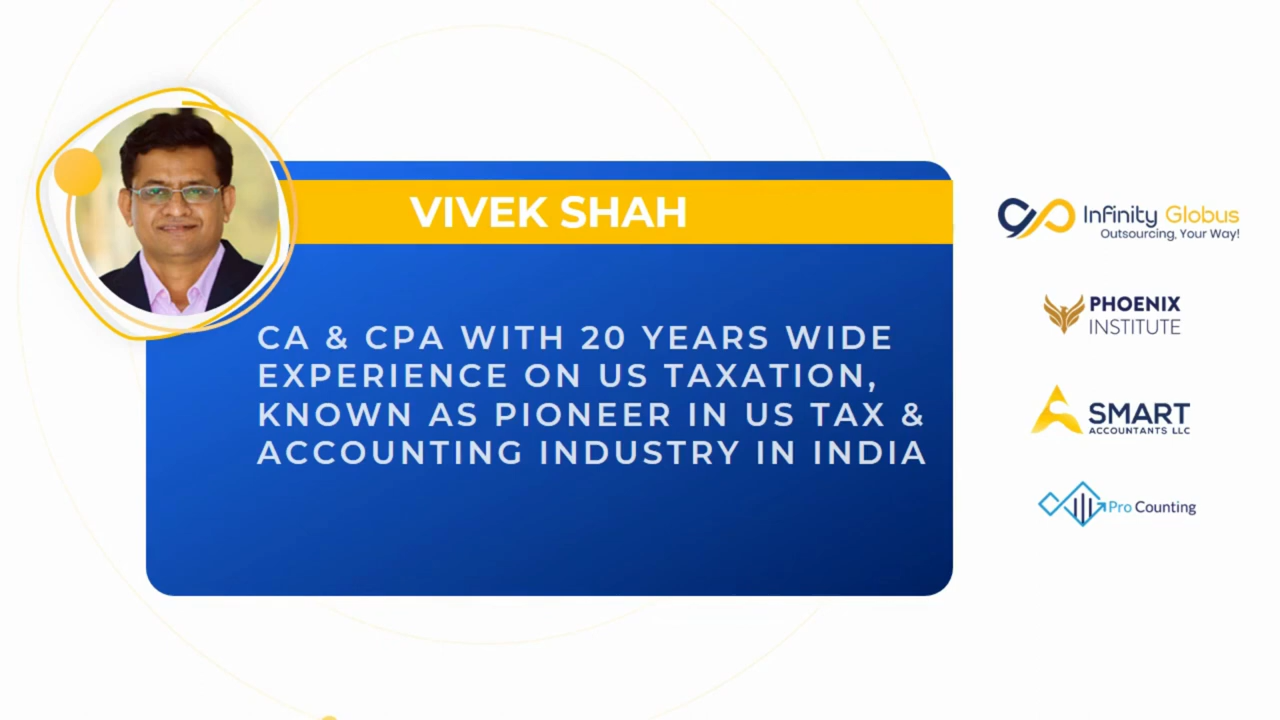 VIVEK SHAH
CA & CPA WITH 20 YEARS WIDE
EXPERIENCE ON US TAXATION,
KNOWN AS PIONEER IN US TAX &
ACCOUNTING INDUSTRY IN INDIA
Infinity Globus
Outsourcing, Your Way!
PHOENIX
INSTITUTE
SMART
ACCOUNTANTS LLC
Pro Counting